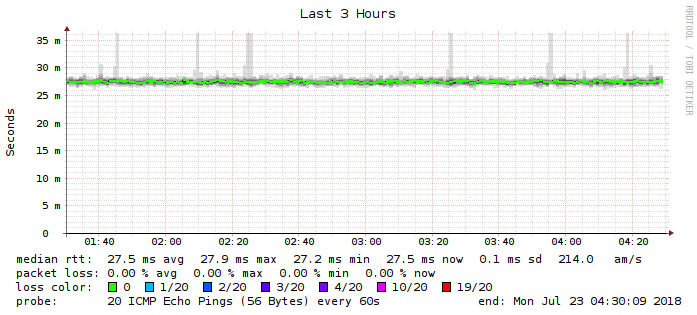 Last 3 Hours
RRDTOOL / TOBI OETIKER
Seconds
35 m
30 m
25 m
20 m
15 m
10 m
5 m
0
01:40 02:00 02:20 02:40 03:00 03:20 03:40 04:00 04:20
median rtt: 27.5 ms avg 27.9 ms max 27.2 ms min 27.5 ms now 0.1 ms sd 214.0 am/s
packet loss: 0.00 % avg 0.00 % max 0.00 % min 0.00 % now
loss color: 0 1/20 2/20 3/20 4/20 10/20 19/20
probe: 20 ICMP Echo Pings (56 Bytes) every 60s end: Mon Jul 23 04:30:09 2018